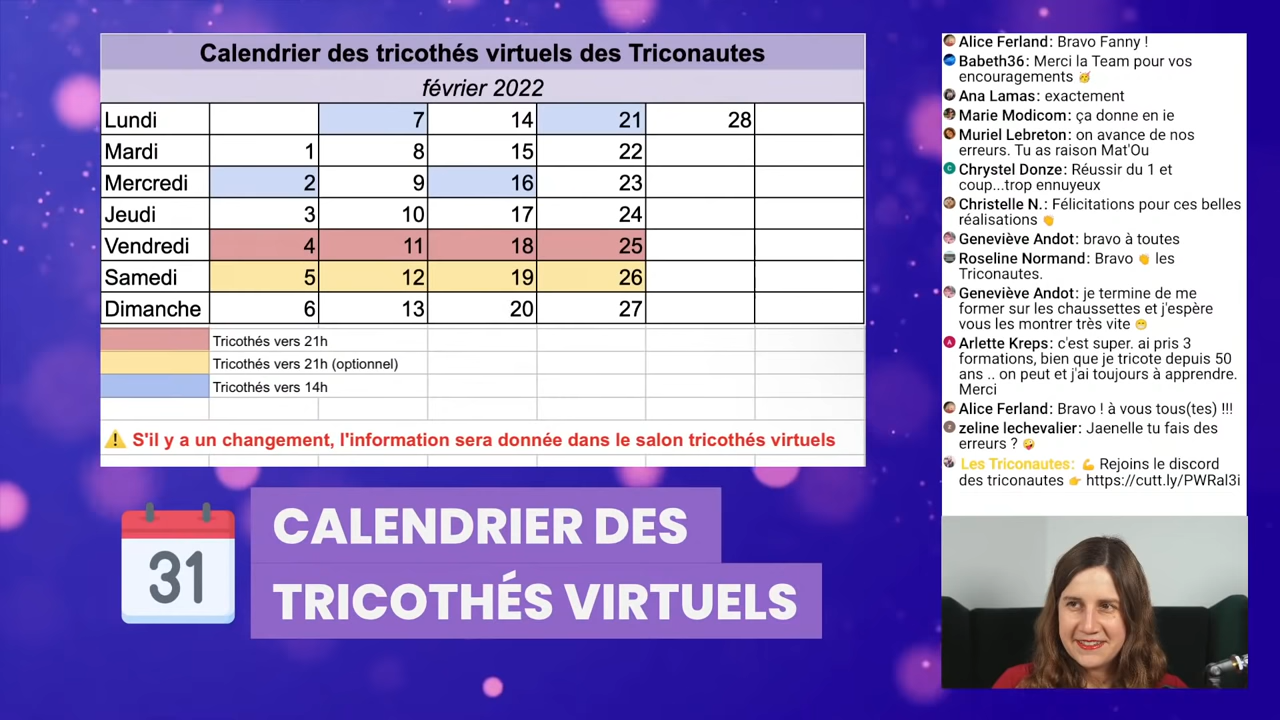 Calendrier des tricothés virtuels des Triconautes
février 2022
Lundi 7 14 21 28
Mardi 1 8 15 22
Mercredi 2 9 16 23
Jeudi 3 10 17 24
Vendredi 4 11 18 25
Samedi 5 12 19 26
Dimanche 6 13 20 27
Tricothés vers 21h
Tricothés vers 21h (optionnel)
Tricothés vers 14h
⚠️ S'il y a un changement, l'information sera donnée dans le salon tricothés virtuels
31
CALENDRIER DES
TRICOTHÉS VIRTUELS
Alice Ferland: Bravo Fanny !
Babeth36: Merci la Team pour vos
encouragements 🥳
Ana Lamas: exactement
Marie Modicom: ça donne en ie
Muriel Lebreton: on avance de nos
erreurs. Tu as raison Mat'Ou
C Chrystel Donze: Réussir du 1 et
coup...trop ennuyeux
Christelle N.: Félicitations pour ces belles
réalisations 👏
Geneviève Andot: bravo à toutes
Roseline Normand: Bravo 👏 les
Triconautes.
Geneviève Andot: je termine de me
former sur les chaussettes et j'espère
vous les montrer très vite 😁
A Arlette Kreps: c'est super. ai pris 3
formations, bien que je tricote depuis 50
ans .. on peut et j'ai toujours à apprendre.
Merci
Alice Ferland: Bravo ! à vous tous(tes) !!!
zeline lechevalier: Jaenelle tu fais des
erreurs ? 🤪
Les Triconautes: 💪 Rejoins le discord
des triconautes 👉 https://cutt.ly/PWRal3i